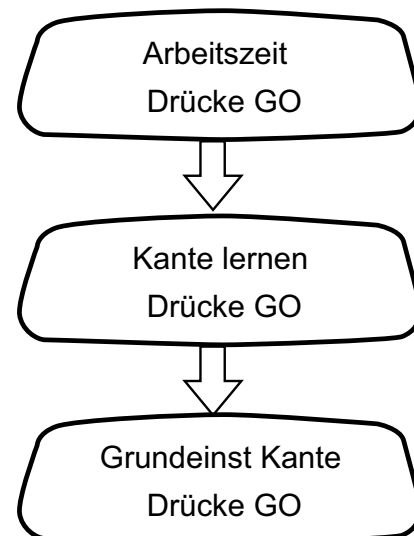 Arbeitszeit
Drücke GO
Kante lernen
Drücke GO
Grundeinst Kante
Drücke GO